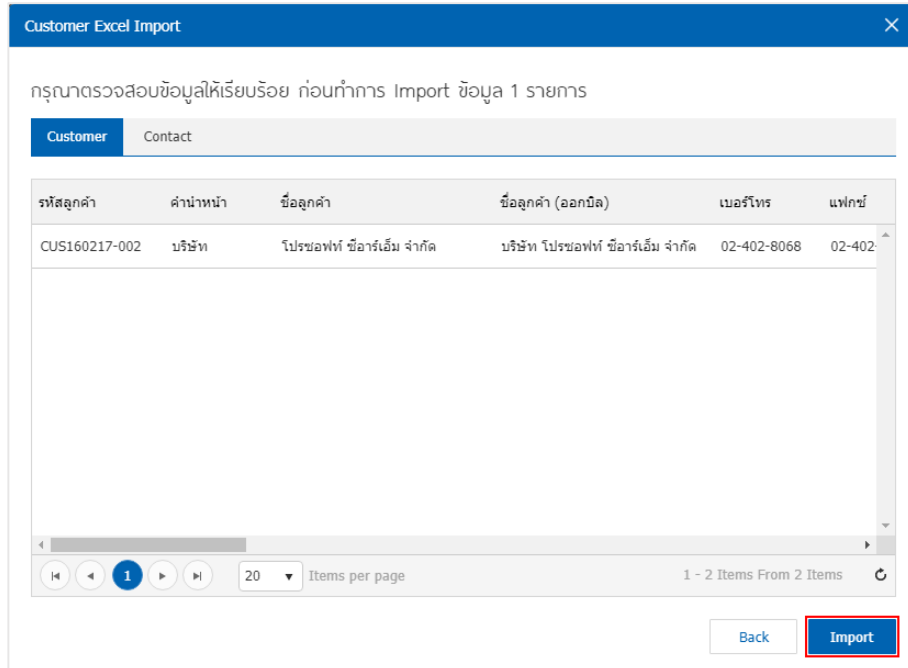 Customer Excel Import
กรุณาตรวจสอบข้อมูลให้เรียบร้อย ก่อนทำการ Import ข้อมูล 1 รายการ
Customer Contact
รหัสลูกค้า คำนำหน้า ชื่อลูกค้า ชื่อลูกค้า (ออกบิล) เบอร์โทร แฟกซ์
CUS160217-002 บริษัท โปรซอฟท์ ซีอาร์เอ็ม จำกัด บริษัท โปรซอฟท์ ซีอาร์เอ็ม จำกัด 02-402-8068 02-402-
1 20 Items per page 1 - 2 Items From 2 Items
Back Import